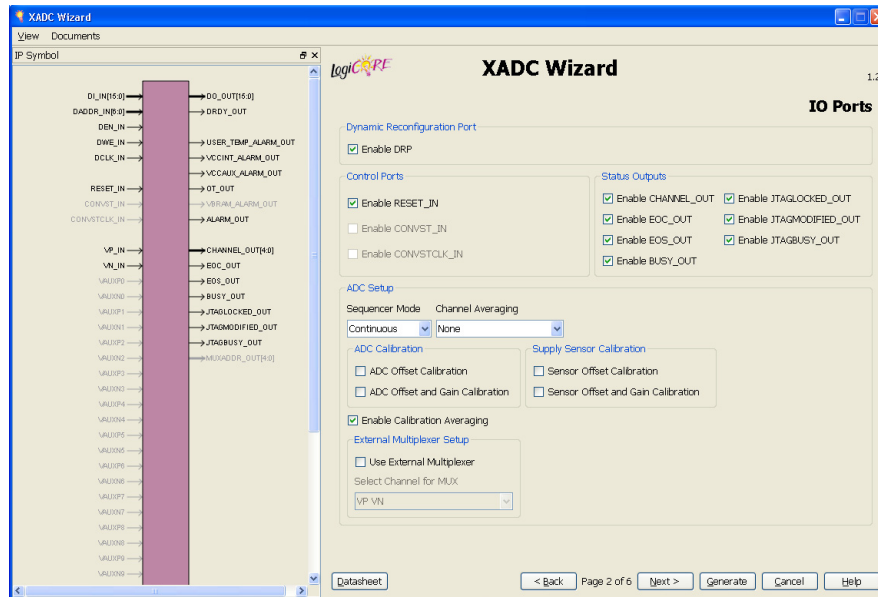 XADC Wizard
View Documents
IP Symbol
DI_IN[15:0]
DADDR_IN[6:0]
DEN_IN
DWE_IN
DCLK_IN
RESET_IN
CONVST_IN
CONVSTCLK_IN
VP_IN
VN_IN
VAUXP0
VAUXN0
VAUXP1
VAUXN1
VAUXP2
VAUXN2
VAUXP3
VAUXN3
VAUXP4
VAUXN4
VAUXP5
VAUXN5
VAUXP6
VAUXN6
VAUXP7
VAUXN7
VAUXP8
VAUXN8
VAUXP9
VAUXN9
DO_OUT[15:0]
DRDY_OUT
USER_TEMP_ALARM_OUT
VCCINT_ALARM_OUT
VCCAUX_ALARM_OUT
OT_OUT
VBRAM_ALARM_OUT
ALARM_OUT
CHANNEL_OUT[4:0]
EOC_OUT
EOS_OUT
BUSY_OUT
JTAGLOCKED_OUT
JTAGMODIFIED_OUT
JTAGBUSY_OUT
MUXADDR_OUT[4:0]
LogiCORE
XADC Wizard
1.2
IO Ports
Dynamic Reconfiguration Port
Enable DRP
Control Ports
Enable RESET_IN
Enable CONVST_IN
Enable CONVSTCLK_IN
Status Outputs
Enable CHANNEL_OUT Enable JTAGLOCKED_OUT
Enable EOC_OUT Enable JTAGMODIFIED_OUT
Enable EOS_OUT Enable JTAGBUSY_OUT
Enable BUSY_OUT
ADC Setup
Sequencer Mode Channel Averaging
Continuous None
ADC Calibration
ADC Offset Calibration
ADC Offset and Gain Calibration
Supply Sensor Calibration
Sensor Offset Calibration
Sensor Offset and Gain Calibration
Enable Calibration Averaging
External Multiplexer Setup
Use External Multiplexer
Select Channel for MUX
VP VN
Datasheet < Back Page 2 of 6 Next > Generate Cancel Help